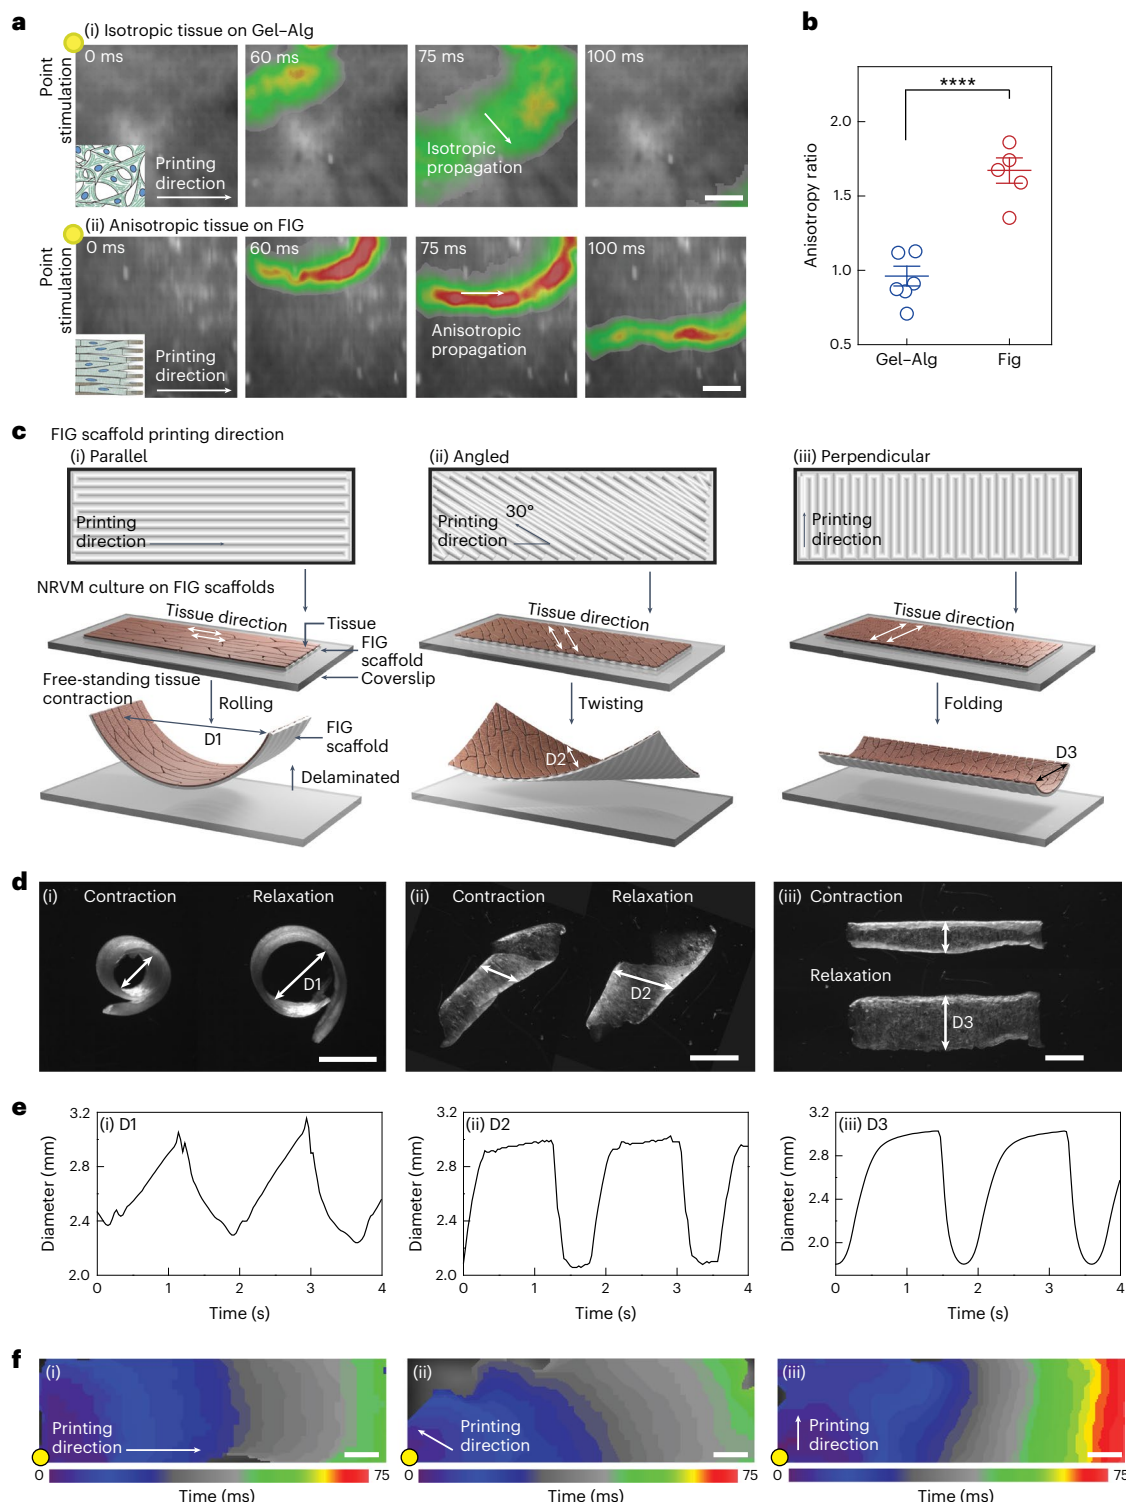 a
(i) Isotropic tissue on Gel–Alg
Point
stimulation
0 ms
60 ms
75 ms
100 ms
Printing
direction
Isotropic
propagation
(ii) Anisotropic tissue on FIG
Point
stimulation
0 ms
60 ms
75 ms
100 ms
Printing
direction
Anisotropic
propagation
b
****
Anisotropy ratio
2.0
1.5
1.0
0.5
Gel–Alg
Fig
c
FIG scaffold printing direction
(i) Parallel
(ii) Angled
(iii) Perpendicular
Printing
direction
30°
Printing
direction
Printing
direction
NRVM culture on FIG scaffolds
Tissue direction
Tissue
FIG
scaffold
Coverslip
Tissue direction
Tissue direction
Free-standing tissue
contraction
Rolling
D1
FIG
scaffold
Delaminated
Twisting
D2
Folding
D3
d
(i)
Contraction
Relaxation
D1
(ii)
Contraction
Relaxation
D2
(iii) Contraction
Relaxation
D3
e
(i) D1
Diameter (mm)
3.2
2.8
2.4
2.0
0
1
2
3
4
Time (s)
(ii) D2
Diameter (mm)
3.2
2.8
2.4
2.0
0
1
2
3
4
Time (s)
(iii) D3
Diameter (mm)
3.2
2.8
2.4
2.0
0
1
2
3
4
Time (s)
f
(i)
Printing
direction
0
75
Time (ms)
(ii)
Printing
direction
0
75
Time (ms)
(iii)
Printing
direction
0
75
Time (ms)